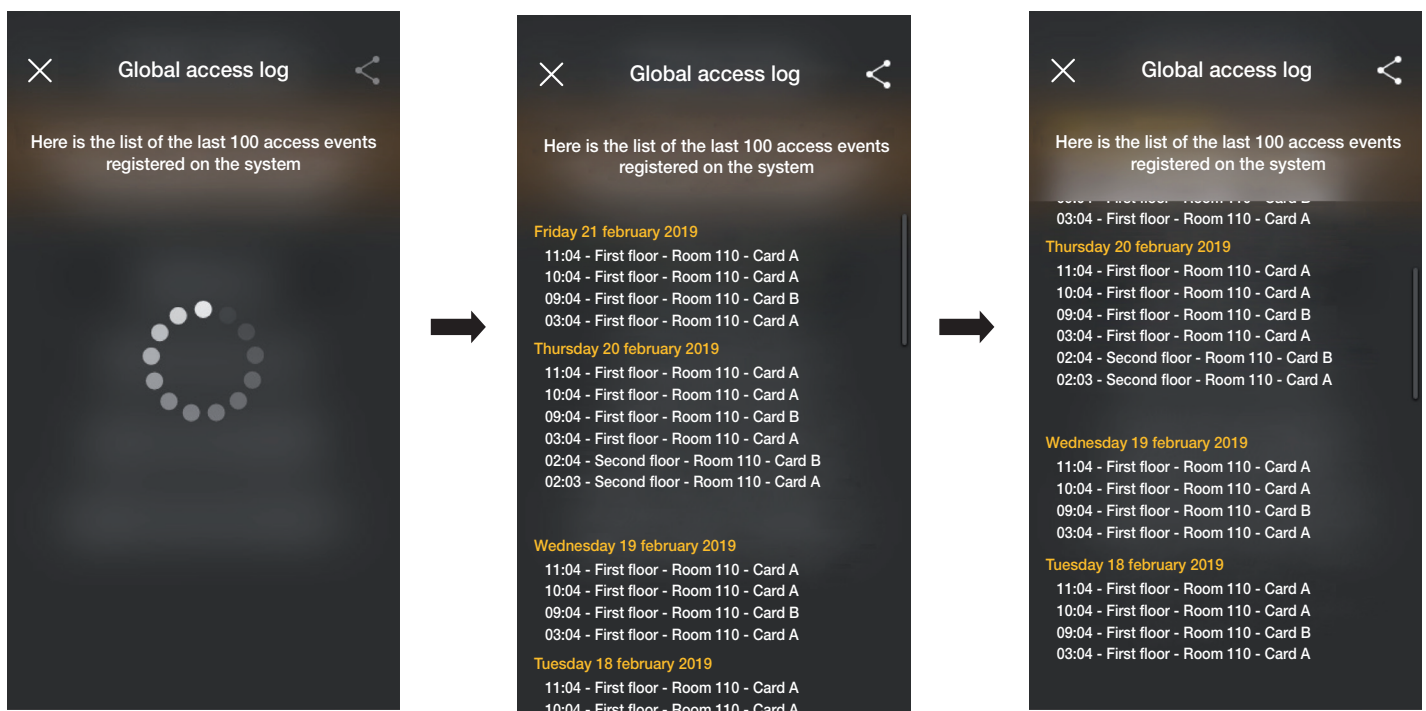 Global access log
Here is the list of the last 100 access events
registered on the system
Global access log
Here is the list of the last 100 access events
registered on the system
Friday 21 february 2019
11:04 - First floor - Room 110 - Card A
10:04 - First floor - Room 110 - Card A
09:04 - First floor - Room 110 - Card B
03:04 - First floor - Room 110 - Card A
Thursday 20 february 2019
11:04 - First floor - Room 110 - Card A
10:04 - First floor - Room 110 - Card A
09:04 - First floor - Room 110 - Card B
03:04 - First floor - Room 110 - Card A
02:04 - Second floor - Room 110 - Card B
02:03 - Second floor - Room 110 - Card A
Wednesday 19 february 2019
11:04 - First floor - Room 110 - Card A
10:04 - First floor - Room 110 - Card A
09:04 - First floor - Room 110 - Card B
03:04 - First floor - Room 110 - Card A
Tuesday 18 february 2019
11:04 - First floor - Room 110 - Card A
10:04 - First floor - Room 110 - Card A
Global access log
Here is the list of the last 100 access events
registered on the system
03:04 - First floor - Room 110 - Card A
Thursday 20 february 2019
11:04 - First floor - Room 110 - Card A
10:04 - First floor - Room 110 - Card A
09:04 - First floor - Room 110 - Card B
03:04 - First floor - Room 110 - Card A
02:04 - Second floor - Room 110 - Card B
02:03 - Second floor - Room 110 - Card A
Wednesday 19 february 2019
11:04 - First floor - Room 110 - Card A
10:04 - First floor - Room 110 - Card A
09:04 - First floor - Room 110 - Card B
03:04 - First floor - Room 110 - Card A
Tuesday 18 february 2019
11:04 - First floor - Room 110 - Card A
10:04 - First floor - Room 110 - Card A
09:04 - First floor - Room 110 - Card B
03:04 - First floor - Room 110 - Card A